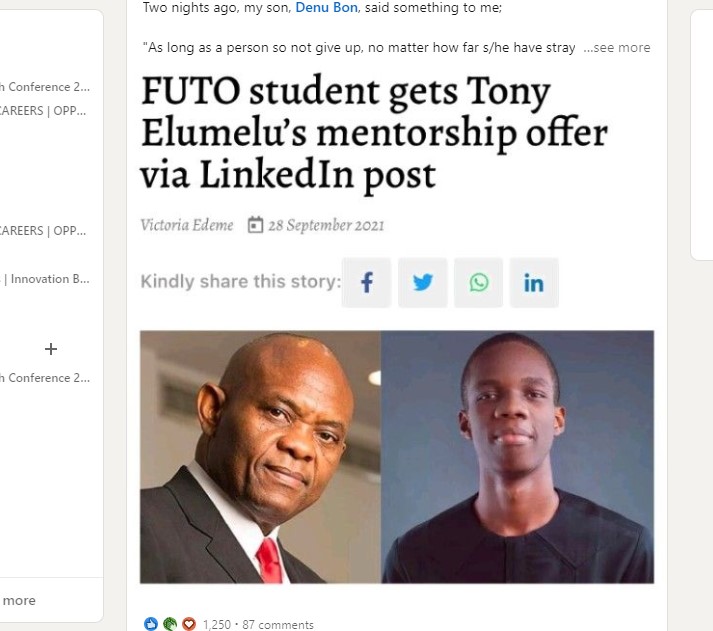 Two nights ago, my son, Denu Bon, said something to me;
"As long as a person so not give up, no matter how far s/he have stray ...see more
h Conference 2...
CAREERS | OPP...
CAREERS | OPP...
| Innovation B...
h Conference 2...
more
FUTO student gets Tony
Elumelu's mentorship offer
via LinkedIn post
Victoria Edeme 28 September 2021
Kindly share this story:
1,250 • 87 comments